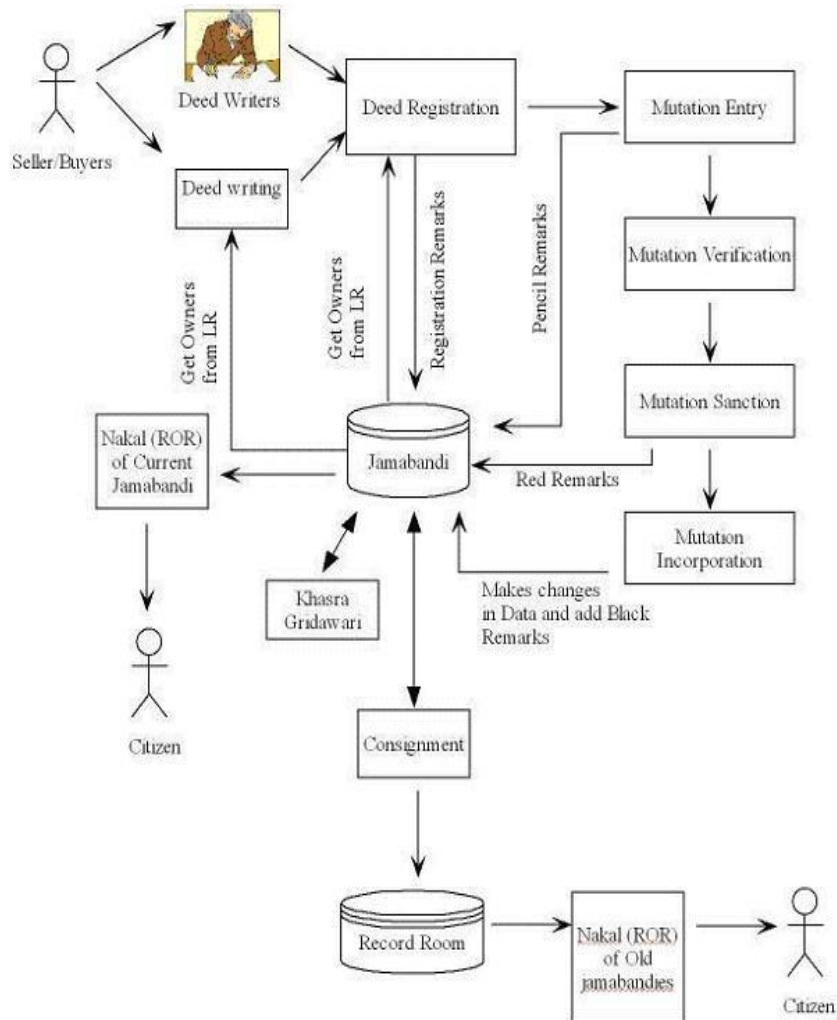 Deed Writers
Seller/Buyers
Deed writing
Deed Registration
Mutation Entry
Get Owners
from LR
Get Owners
from LR
Registration Remarks
Pencil Remarks
Mutation Verification
Mutation Sanction
Nakal (ROR)
of Current
Jamabandi
Jamabandi
Red Remarks
Mutation
Incorporation
Khasra
Gridawari
Makes changes
in Data and add Black
Remarks
Citizen
Consignment
Record Room
Nakal (ROR)
of Old
jamabandies
Citizen